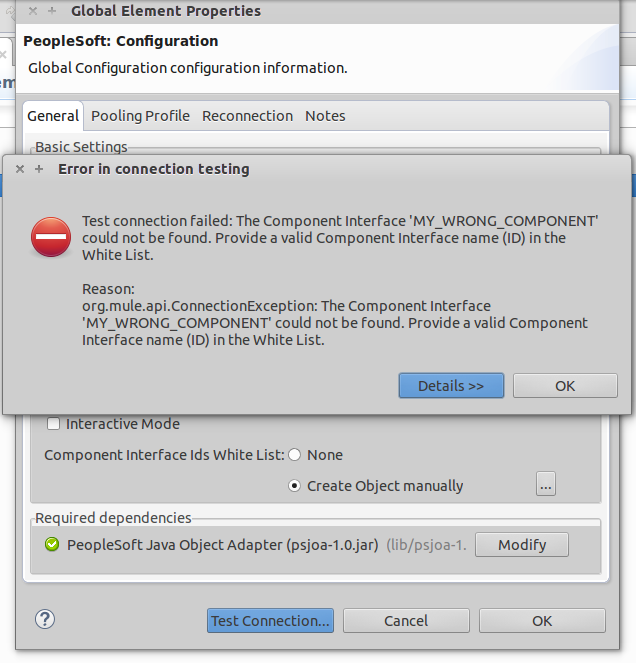 Global Element Properties
PeopleSoft: Configuration
Global Configuration configuration information.
em
General
Pooling Profile
Reconnection
Notes
Basic Settings
Error in connection testing
Test connection failed: The Component Interface 'MY_WRONG_COMPONENT'
could not be found. Provide a valid Component Interface name (ID) in the
White List.
Reason:
org.mule.api.ConnectionException: The Component Interface
'MY_WRONG_COMPONENT' could not be found. Provide a valid Component
Interface name (ID) in the White List.
Details >>
OK
Interactive Mode
Component Interface Ids White List:
None
Create Object manually
...
Required dependencies
PeopleSoft Java Object Adapter (psjoa-1.0.jar) (lib/psjoa-1.
Modify
?
Test Connection...
Cancel
OK